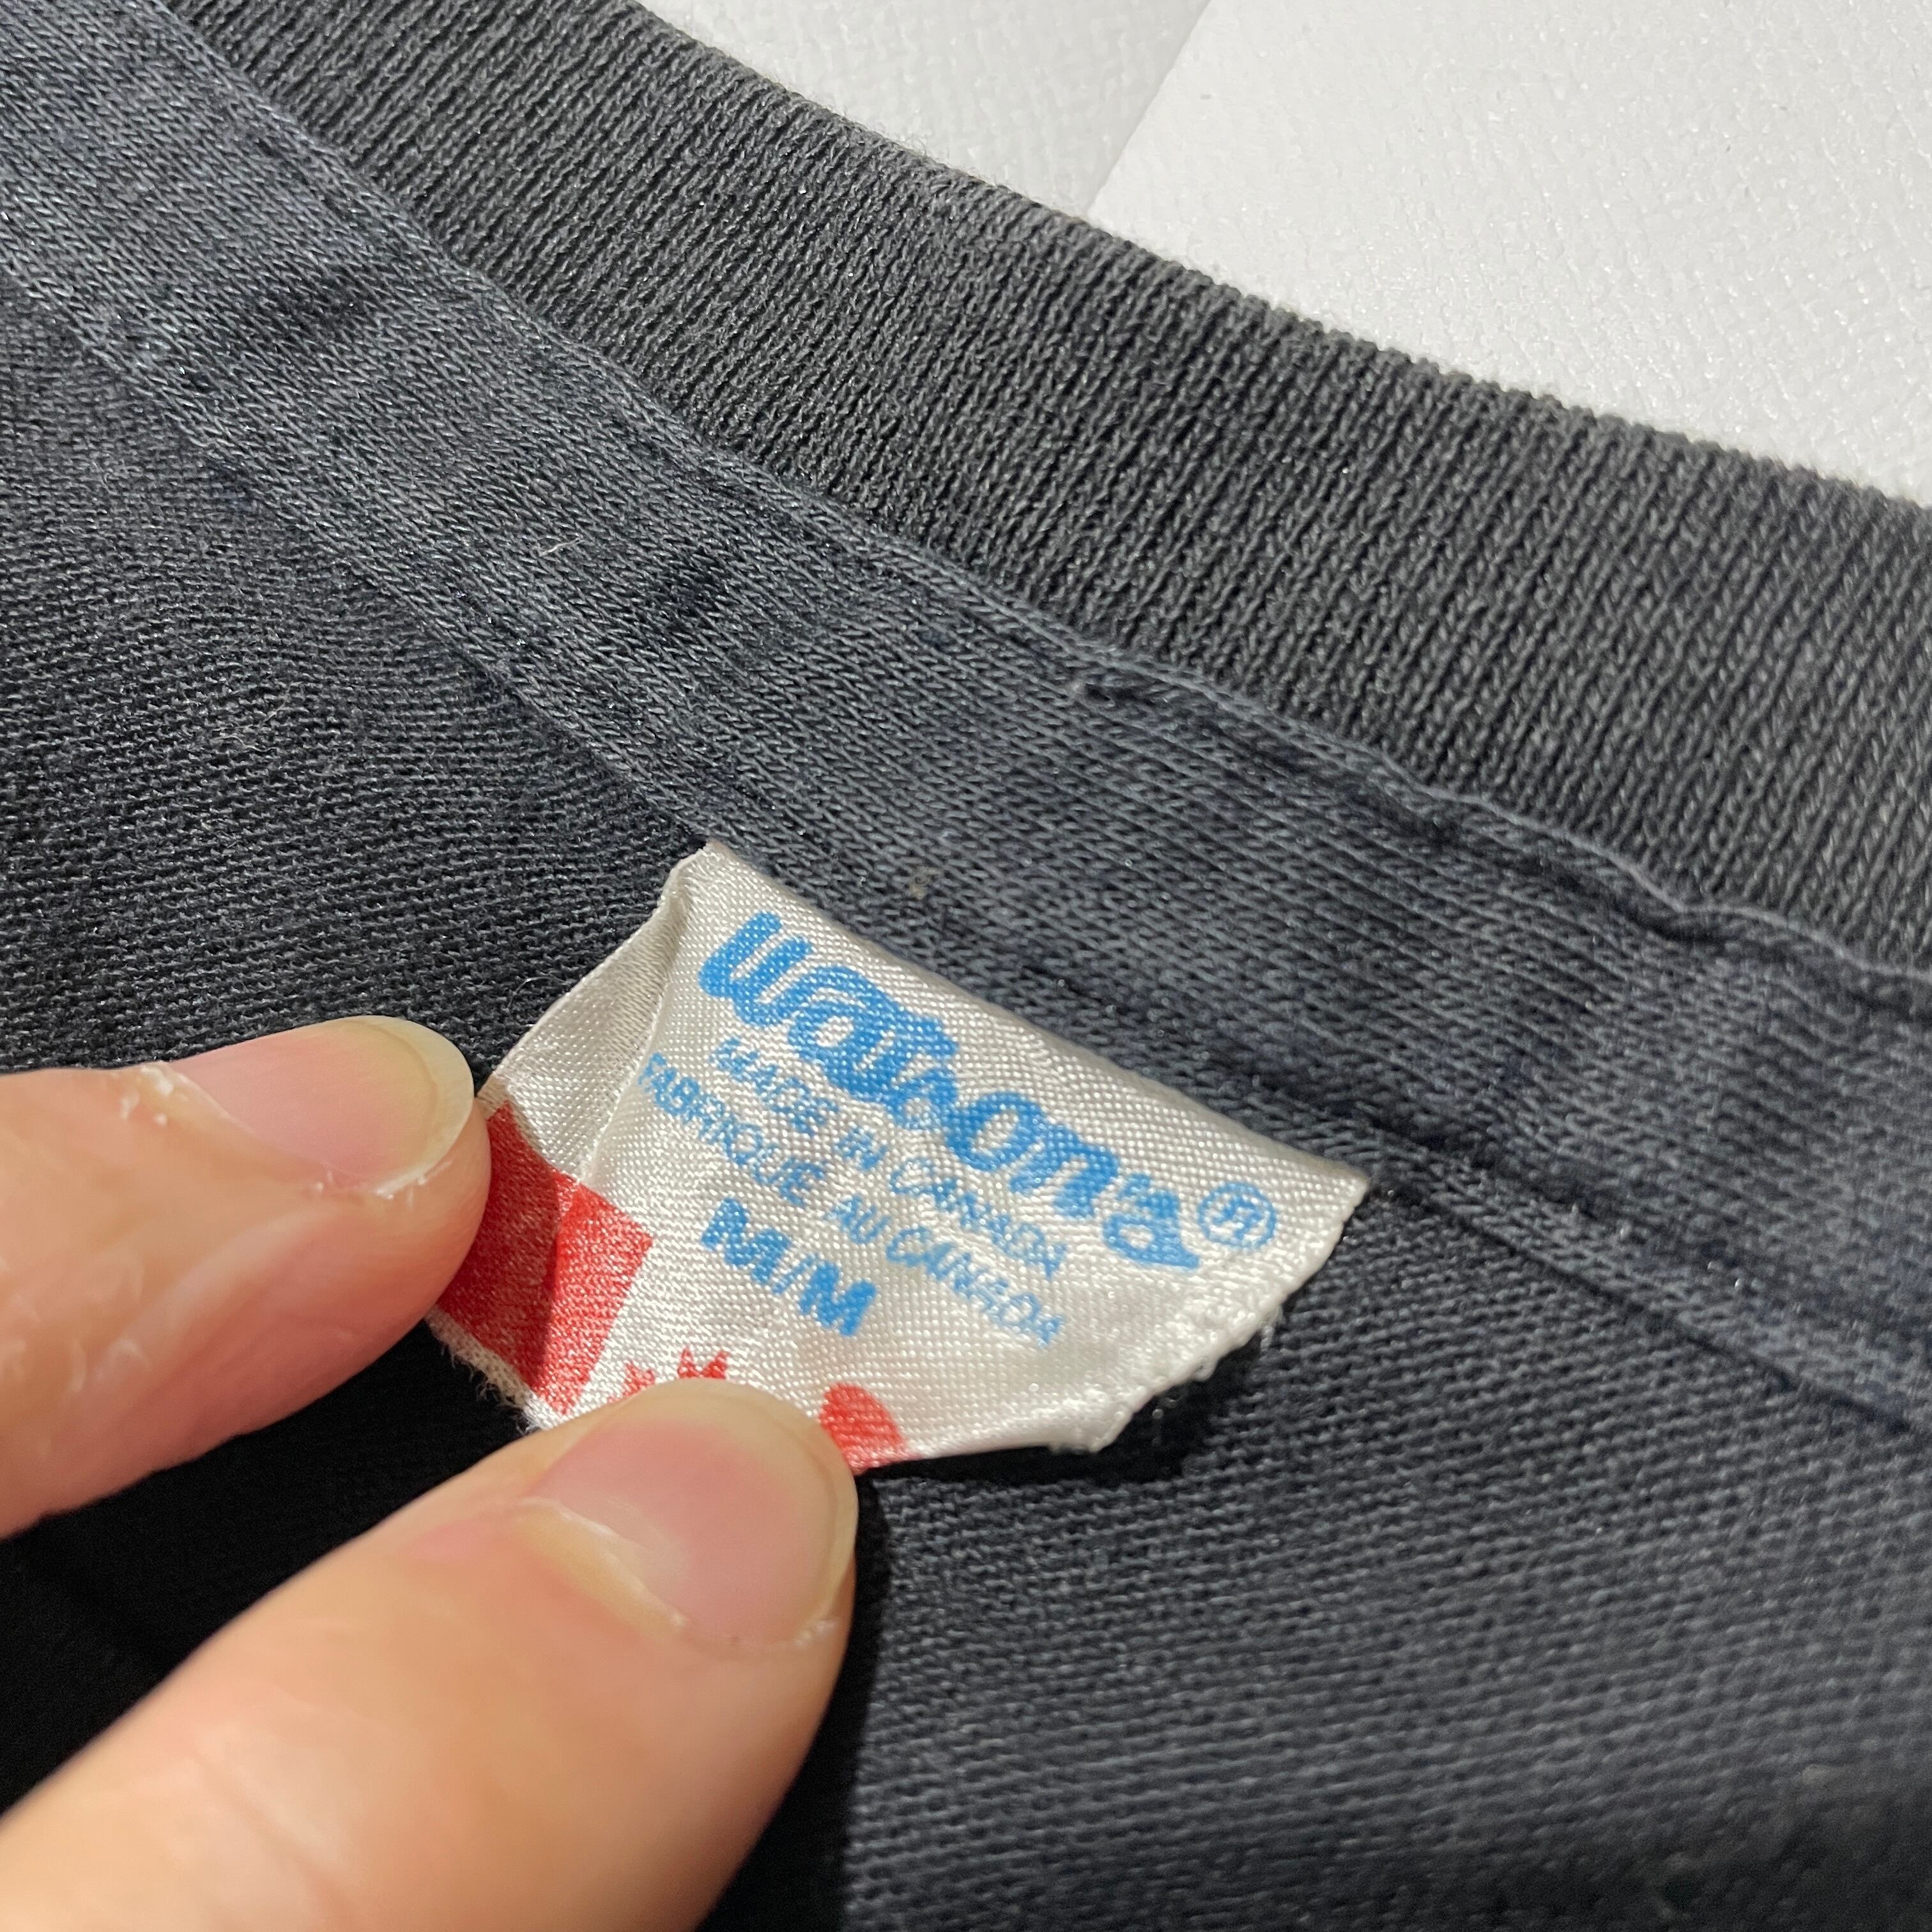 watson's®
MADE IN CANADA
FABRIQUÉ AU CANADA
M/M